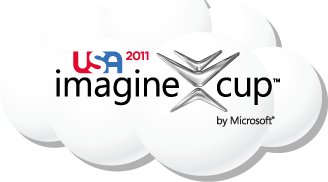 USA 2011
imagine cup™
by Microsoft®